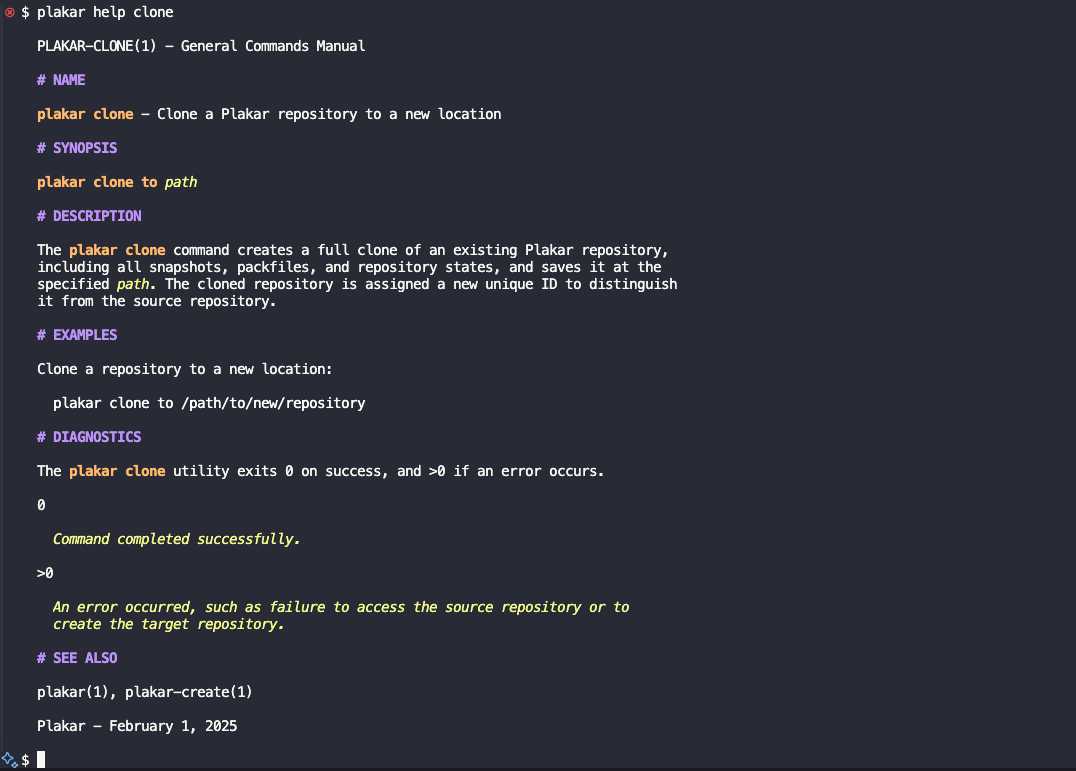 $ plakar help clone
PLAKAR-CLONE(1) - General Commands Manual
# NAME
plakar clone - Clone a Plakar repository to a new location
# SYNOPSIS
plakar clone to path
# DESCRIPTION
The plakar clone command creates a full clone of an existing Plakar repository,
including all snapshots, packfiles, and repository states, and saves it at the
specified path. The cloned repository is assigned a new unique ID to distinguish
it from the source repository.
# EXAMPLES
Clone a repository to a new location:
plakar clone to /path/to/new/repository
# DIAGNOSTICS
The plakar clone utility exits 0 on success, and >0 if an error occurs.
0
Command completed successfully.
>0
An error occurred, such as failure to access the source repository or to
create the target repository.
# SEE ALSO
plakar(1), plakar-create(1)
Plakar - February 1, 2025
$